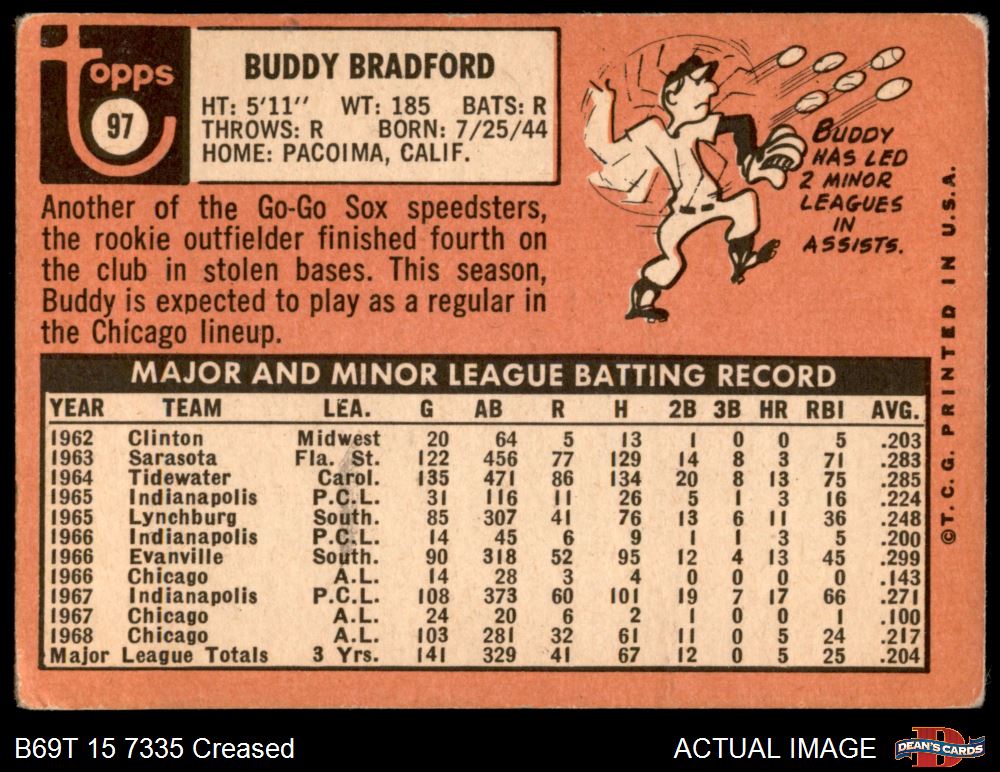 Topps
97
BUDDY BRADFORD
HT: 5'11" WT: 185 BATS: R
THROWS: R BORN: 7/25/44
HOME: PACOIMA, CALIF.
Another of the Go-Go Sox speedsters,
the rookie outfielder finished fourth on
the club in stolen bases. This season,
Buddy is expected to play as a regular in
the Chicago lineup.
BUDDY
HAS LED
2 MINOR
LEAGUES
IN
ASSISTS.
MAJOR AND MINOR LEAGUE BATTING RECORD
YEAR TEAM LEA. G AB R H 2B 3B HR RBI AVG.
1962 Clinton Midwest 20 64 5 13 1 0 0 5 .203
1963 Sarasota Fla. St. 122 456 77 129 14 8 3 71 .283
1964 Tidewater Carol. 135 471 86 134 20 8 13 75 .285
1965 Indianapolis P.C.L. 31 116 11 26 5 1 3 16 .224
1965 Lynchburg South. 85 307 41 76 13 6 11 36 .248
1966 Indianapolis P.C.L. 14 45 6 9 1 1 3 5 .200
1966 Evanville South. 90 318 52 95 12 4 13 45 .299
1966 Chicago A.L. 14 28 3 4 0 0 0 0 .143
1967 Indianapolis P.C.L. 108 373 60 101 19 7 17 66 .271
1967 Chicago A.L. 24 20 6 2 1 0 0 1 .100
1968 Chicago A.L. 103 281 32 61 11 0 5 24 .217
Major League Totals 3 Yrs. 141 329 41 67 12 0 5 25 .204
©T. C. G. PRINTED IN U.S.A.
B69T 15 7335 Creased
ACTUAL IMAGE
D
DEAN'S CARDS